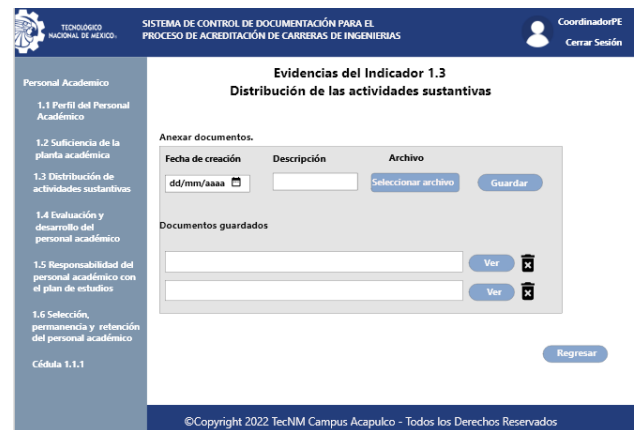 TECNOLÓGICO
NACIONAL DE MÉXICO®
SISTEMA DE CONTROL DE DOCUMENTACIÓN PARA EL
PROCESO DE ACREDITACIÓN DE CARRERAS DE INGENIERIAS
CoordinadorPE
Cerrar Sesión
Personal Academico
1.1 Perfil del Personal
Académico
1.2 Suficiencia de la
planta académica
1.3 Distribución de
actividades sustantivas
1.4 Evaluación y
desarrollo del
personal académico
1.5 Responsabilidad del
personal académico con
el plan de estudios
1.6 Selección,
permanencia y retención
del personal académico
Cédula 1.1.1
Evidencias del Indicador 1.3
Distribución de las actividades sustantivas
Anexar documentos.
Fecha de creación Descripción Archivo
dd/mm/aaaa Seleccionar archivo Guardar
Documentos guardados
Ver
Ver
Regresar
©Copyright 2022 TecNM Campus Acapulco - Todos los Derechos Reservados